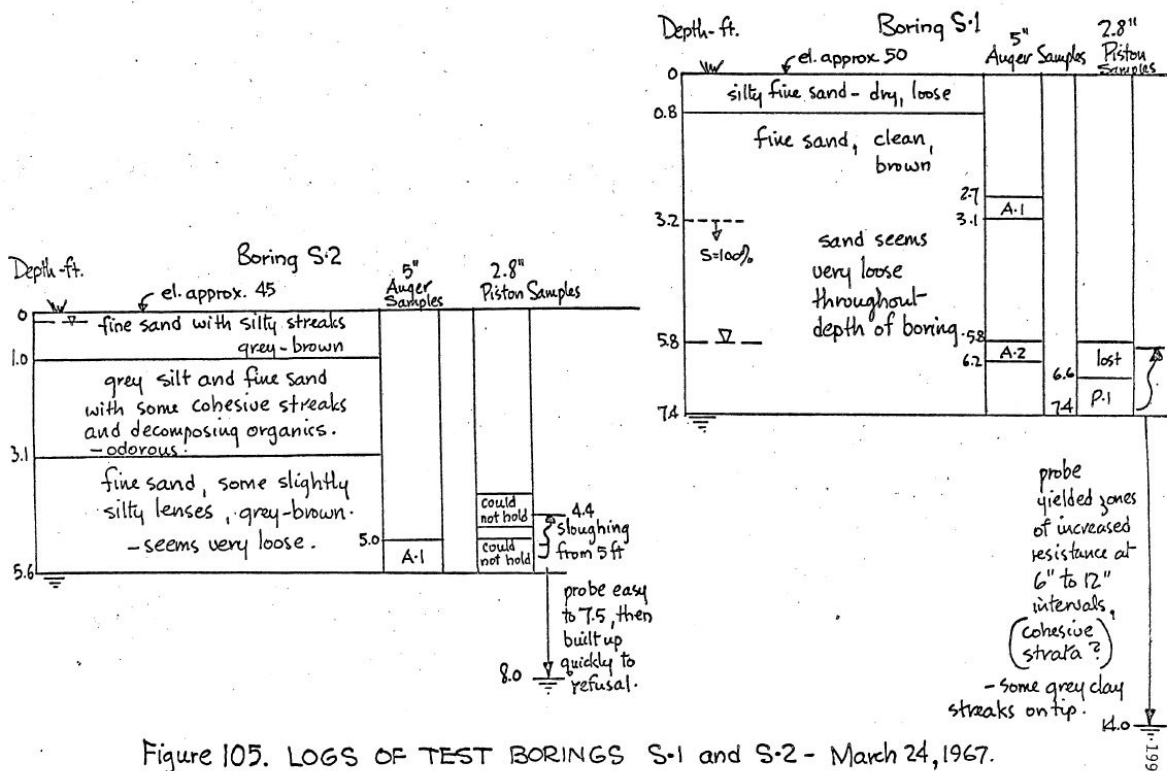 Depth-ft.
Boring S-1
5"
Auger Samples
2.8"
Piston
Samples
el. approx 50
0
silty fine sand - dry, loose
0.8
fine sand, clean,
brown
2.7
A-1
3.1
3.2
S=100%
sand seems
very loose
throughout
depth of boring.
5.8
5.8
A-2
6.2
lost
6.6
P-1
7.4
7.4
probe
yielded zones
of increased
resistance at
6" to 12"
intervals,
(cohesive
strata ?)
- some grey clay
streaks on tip.
14.0
Depth-ft.
Boring S-2
5"
Auger
Samples
2.8"
Piston Samples
el. approx. 45
0
fine sand with silty streaks
grey-brown
1.0
grey silt and fine sand
with some cohesive streaks
and decomposing organics.
- odorous.
3.1
fine sand, some slightly
silty lenses, grey-brown.
- seems very loose.
5.0
A-1
could
not hold
4.4
sloughing
from 5 ft
could
not hold
5.6
probe easy
to 7.5, then
built up
quickly to
refusal.
8.0
Figure 105. LOGS OF TEST BORINGS S-1 and S-2 - March 24, 1967.